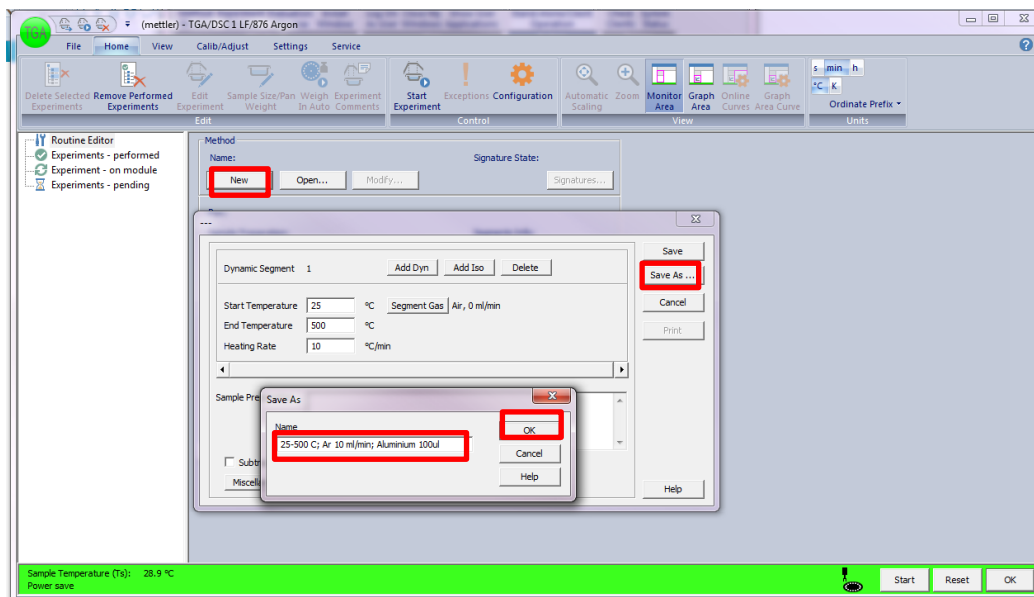 TGA
(mettler) - TGA/DSC 1 LF/876 Argon
File Home View Calib/Adjust Settings Service
Delete Selected Experiments
Remove Performed Experiments
Edit Experiment
Sample Size/Pan Weight
Weigh In Auto
Experiment Comments
Start Experiment
Exceptions
Configuration
Automatic Scaling
Zoom
Monitor Area
Graph Area
Online Curves
Graph Area Curve
s min h
°C K
Ordinate Prefix
Edit Control View Units
Routine Editor
Experiments - performed
Experiment - on module
Experiments - pending
Method
Name: Signature State:
New Open... Modify... Signatures...
---
Dynamic Segment 1 Add Dyn Add Iso Delete
Start Temperature 25 °C Segment Gas Air, 0 ml/min
End Temperature 500 °C
Heating Rate 10 °C/min
Save
Save As ...
Cancel
Print
Help
Sample Pre
Subt
Miscell
Save As
Name
25-500 C; Ar 10 ml/min; Aluminium 100ul
OK
Cancel
Help
Sample Temperature (Ts): 28.9 °C
Power save
Start Reset OK